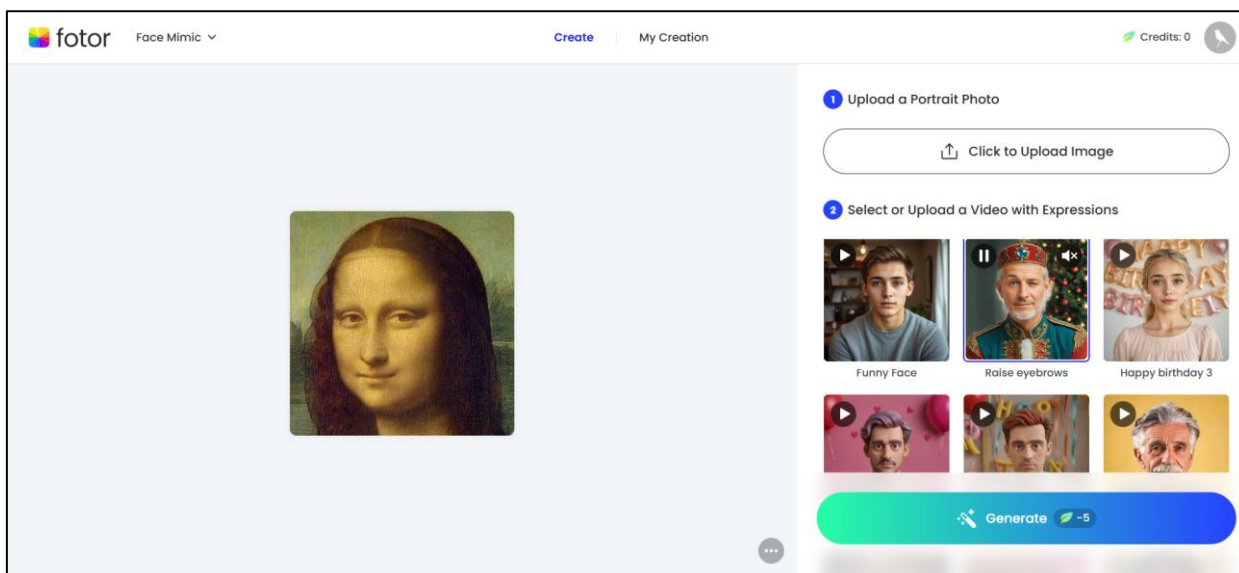 fotor Face Mimic Create My Creation Credits: 0
1 Upload a Portrait Photo
Click to Upload Image
2 Select or Upload a Video with Expressions
Funny Face Raise eyebrows Happy birthday 3
Generate -5